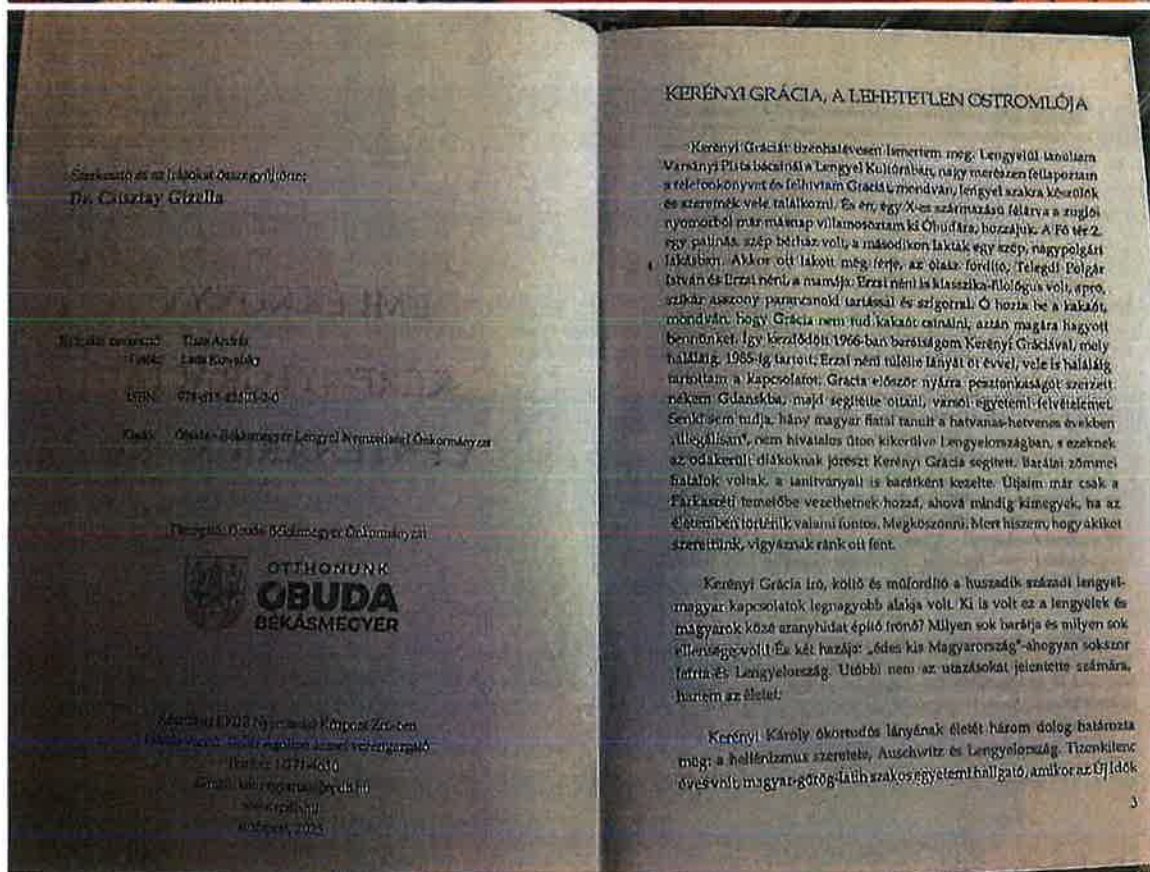 Szerkesztő és az írásokat összegyűjtötte:
Dr. Gizella
Lada Kovalsky
ISBN:
Kiadó: Óbuda - Békásmegyer Lengyel Nemzetiségi Önkormányzat
Támogató: Óbuda-Békásmegyer Önkormányzat
OTTHONUNK
ÓBUDA
BÉKÁSMEGYER
KERÉNYI GRÁCIA, A LEHETETLEN OSTROMLÓJA
Kerényi Gráciát tizenhatévesen ismertem meg. Lengyelül tanultam
Varsányi Pista bácsinál a Lengyel Kultúrában, nagy merészen fellapoztam
a telefonkönyvet és felhívtam Gráciát, mondván, lengyel szakra készülök
és szeretnék vele találkozni. És én, egy X-es származású félárva a zuglói
nyomorból már másnap villamosoztam ki Óbudára, hozzájuk. A Fő tér 2.
egy patinás, szép bérház volt, a másodikon laktak egy szép, nagypolgári
lakásban. Akkor ott lakott még férje, az olasz fordító, Telegdi Polgár
István és Erzsi néni, a mamája. Erzsi néni is klasszika-filológus volt, apró,
szikár asszony parancsnoki tartással és szigorral. Ő hozta be a kakaót,
mondván, hogy Grácia nem tud kakaót csinálni, aztán magára hagyott
bennünket. Így kezdődött 1966-ban barátságom Kerényi Gráciával, mely
haláláig, 1985-ig tartott; Erzsi néni túlélte lányát öt évvel, vele is haláláig
tartottam a kapcsolatot. Grácia először nyárra pesztonkaságot szerzett
nékem Gdanskba, majd segítette ottani, varsói egyetemi felvételemet.
Senki sem tudja, hány magyar fiatal tanult a hatvanas-hetvenes években
„illegálisan", nem hivatalos úton kikerülve Lengyelországban, s ezeknek
az odakerült diákoknak jórészt Kerényi Grácia segített. Barátai zömmel
fiatalok voltak, a tanítványait is barátként kezelte. Útjaim már csak a
Farkasréti temetőbe vezethetnek hozzá, ahová mindig kimegyek, ha az
életemben történik valami fontos. Megköszönni. Mert hiszem, hogy akiket
szerettünk, vigyáznak ránk ott fent.
Kerényi Grácia író, költő és műfordító a huszadik századi lengyel-
magyar kapcsolatok legnagyobb alakja volt. Ki is volt ez a lengyelek és
magyarok közé aranyhidat építő írónő? Milyen sok barátja és milyen sok
ellensége volt! És két hazája: „édes kis Magyarország"-ahogyan sokszor
leírta-és Lengyelország. Utóbbi nem az utazásokat jelentette számára,
hanem az életet.
Kerényi Károly ókortudós lányának életét három dolog határozta
meg: a hellénizmus szeretete, Auschwitz és Lengyelország. Tizenkilenc
éves volt, magyar-görög-latin szakos egyetemi hallgató, amikor az Új Idők
3